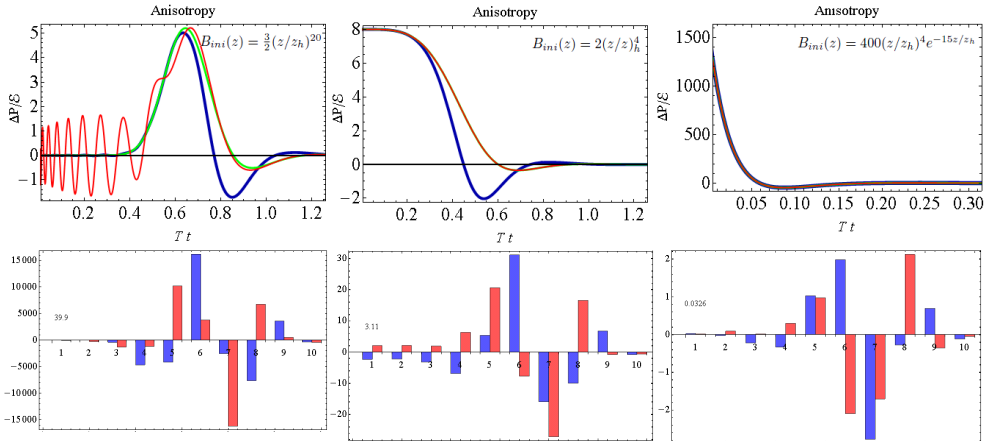 Anisotropy
B_ini(z) = 3/2 (z/z_h)^20
ΔP/ℰ
5
4
3
2
1
0
−1
0.2 0.4 0.6 0.8 1.0 1.2
T t
Anisotropy
B_ini(z) = 2(z/z)_h^4
ΔP/ℰ
8
6
4
2
0
−2
0.2 0.4 0.6 0.8 1.0 1.2
T t
Anisotropy
B_ini(z) = 400(z/z_h)^4 e^{−15z/z_h}
ΔP/ℰ
1500
1000
500
0
0.05 0.10 0.15 0.20 0.25 0.30
T t
15000
10000
5000
0
−5000
−10000
−15000
39.9
1 2 3 4 5 6 7 8 9 10
30
20
10
0
−10
−20
3.11
1 2 3 4 5 6 7 8 9 10
2
1
0
−1
−2
0.0326
1 2 3 4 5 6 7 8 9 10